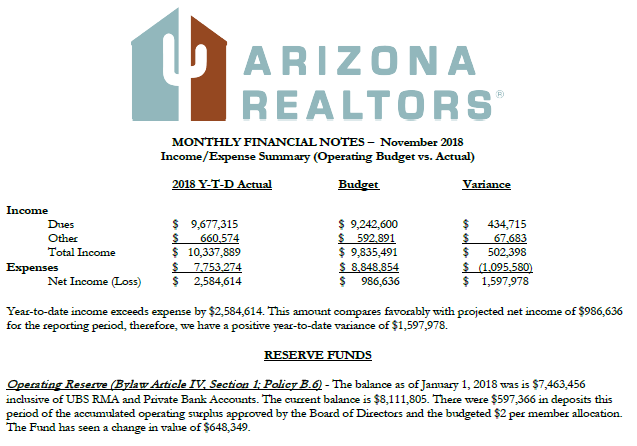 ARIZONA
REALTORS®
MONTHLY FINANCIAL NOTES – November 2018
Income/Expense Summary (Operating Budget vs. Actual)
2018 Y-T-D Actual Budget Variance
Income
Dues $ 9,677,315 $ 9,242,600 $ 434,715
Other $ 660,574 $ 592,891 $ 67,683
Total Income $ 10,337,889 $ 9,835,491 $ 502,398
Expenses $ 7,753,274 $ 8,848,854 $ (1,095,580)
Net Income (Loss) $ 2,584,614 $ 986,636 $ 1,597,978
Year-to-date income exceeds expense by $2,584,614. This amount compares favorably with projected net income of $986,636
for the reporting period, therefore, we have a positive year-to-date variance of $1,597,978.
RESERVE FUNDS
Operating Reserve (Bylaw Article IV, Section 1; Policy B.6) - The balance as of January 1, 2018 was is $7,463,456
inclusive of UBS RMA and Private Bank Accounts. The current balance is $8,111,805. There were $597,366 in deposits this
period of the accumulated operating surplus approved by the Board of Directors and the budgeted $2 per member allocation.
The Fund has seen a change in value of $648,349.